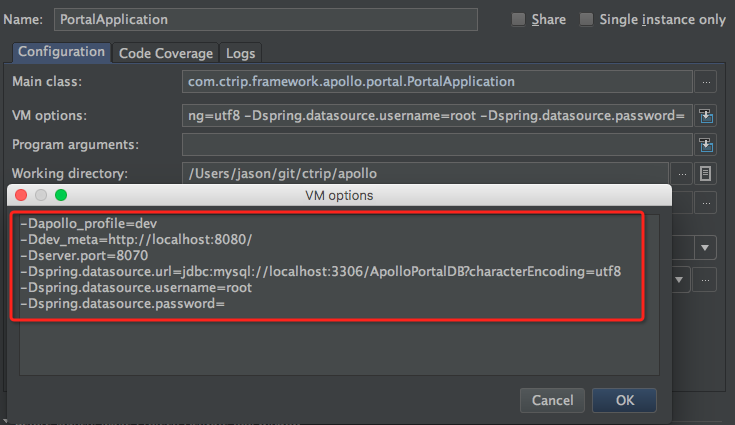 Name: PortalApplication Share Single instance only
Configuration Code Coverage Logs
Main class: com.ctrip.framework.apollo.portal.PortalApplication ...
VM options: ng=utf8 -Dspring.datasource.username=root -Dspring.datasource.password=
Program arguments:
Working directory: /Users/jason/git/ctrip/apollo ...
VM options
-Dapollo_profile=dev
-Ddev_meta=http://localhost:8080/
-Dserver.port=8070
-Dspring.datasource.url=jdbc:mysql://localhost:3306/ApolloPortalDB?characterEncoding=utf8
-Dspring.datasource.username=root
-Dspring.datasource.password=
Cancel OK